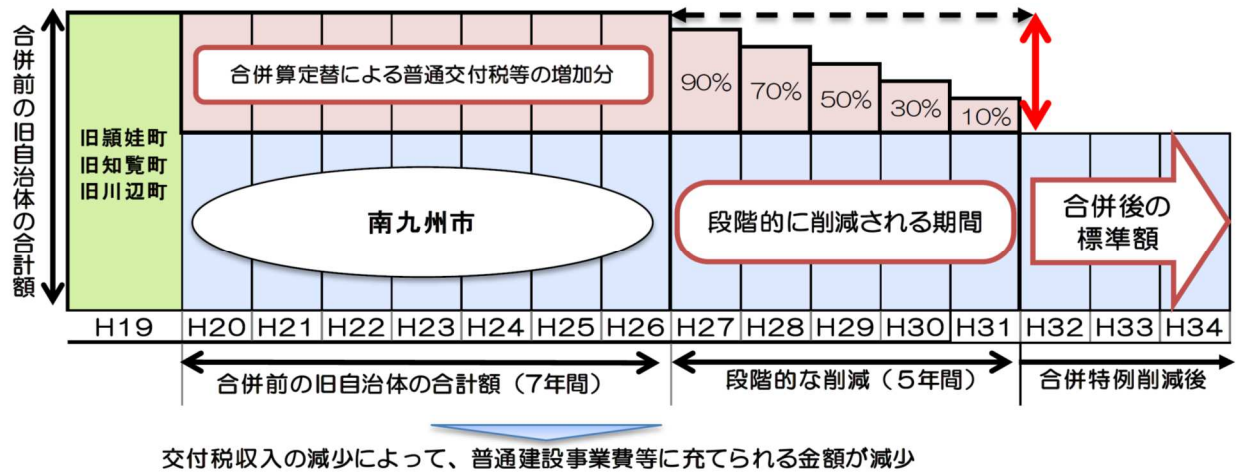 合併前の旧自治体の合計額
合併算定替による普通交付税等の増加分
90%
70%
50%
30%
10%
旧頴娃町
旧知覧町
旧川辺町
南九州市
段階的に削減される期間
合併後の
標準額
H19
H20
H21
H22
H23
H24
H25
H26
H27
H28
H29
H30
H31
H32
H33
H34
合併前の旧自治体の合計額（7年間）
段階的な削減（5年間）
合併特例削減後
交付税収入の減少によって、普通建設事業費等に充てられる金額が減少